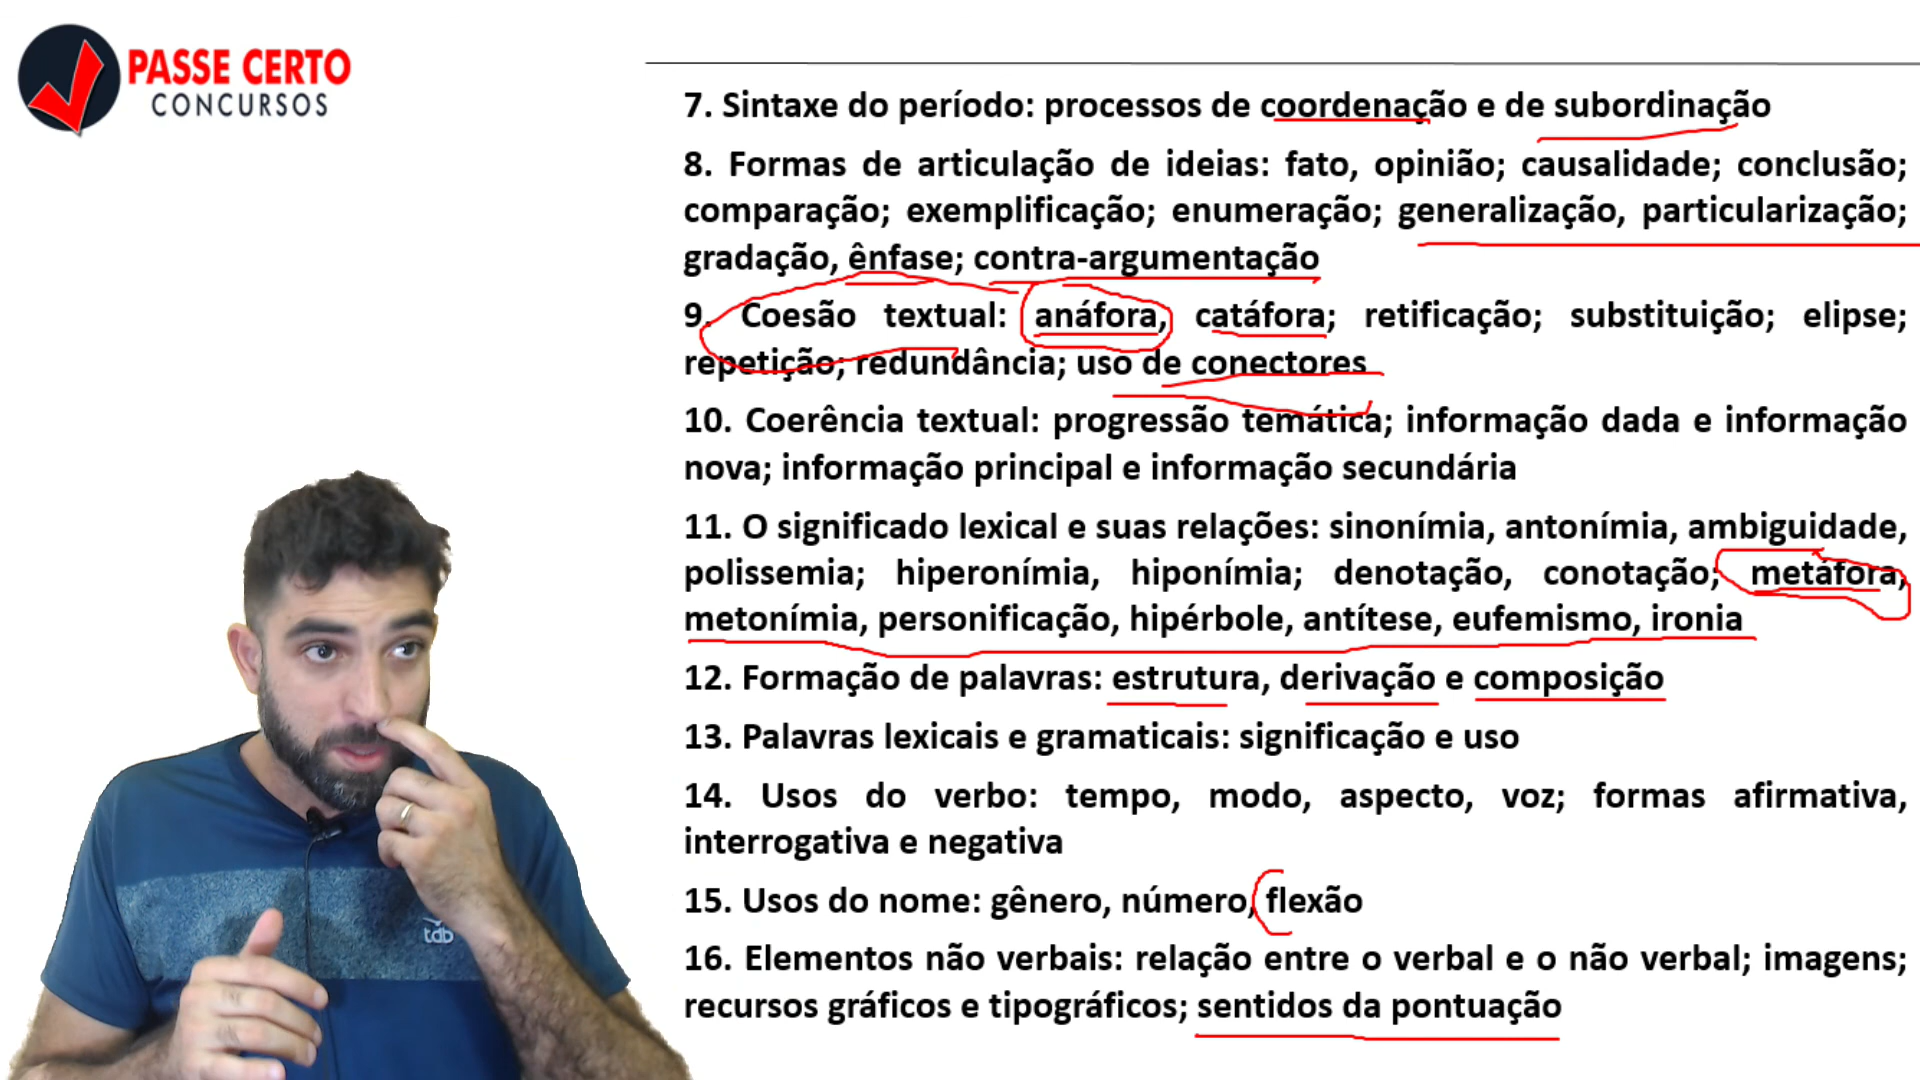 PASSE CERTO
CONCURSOS
7. Sintaxe do período: processos de coordenação e de subordinação
8. Formas de articulação de ideias: fato, opinião; causalidade; conclusão;
comparação; exemplificação; enumeração; generalização, particularização;
gradação, ênfase; contra-argumentação
9. Coesão textual: anáfora, catáfora; retificação; substituição; elipse;
repetição; redundância; uso de conectores
10. Coerência textual: progressão temática; informação dada e informação
nova; informação principal e informação secundária
11. O significado lexical e suas relações: sinonímia, antonímia, ambiguidade,
polissemia; hiperonímia, hiponímia; denotação, conotação; metáfora,
metonímia, personificação, hipérbole, antítese, eufemismo, ironia
12. Formação de palavras: estrutura, derivação e composição
13. Palavras lexicais e gramaticais: significação e uso
14. Usos do verbo: tempo, modo, aspecto, voz; formas afirmativa,
interrogativa e negativa
15. Usos do nome: gênero, número, flexão
16. Elementos não verbais: relação entre o verbal e o não verbal; imagens;
recursos gráficos e tipográficos; sentidos da pontuação
tdb